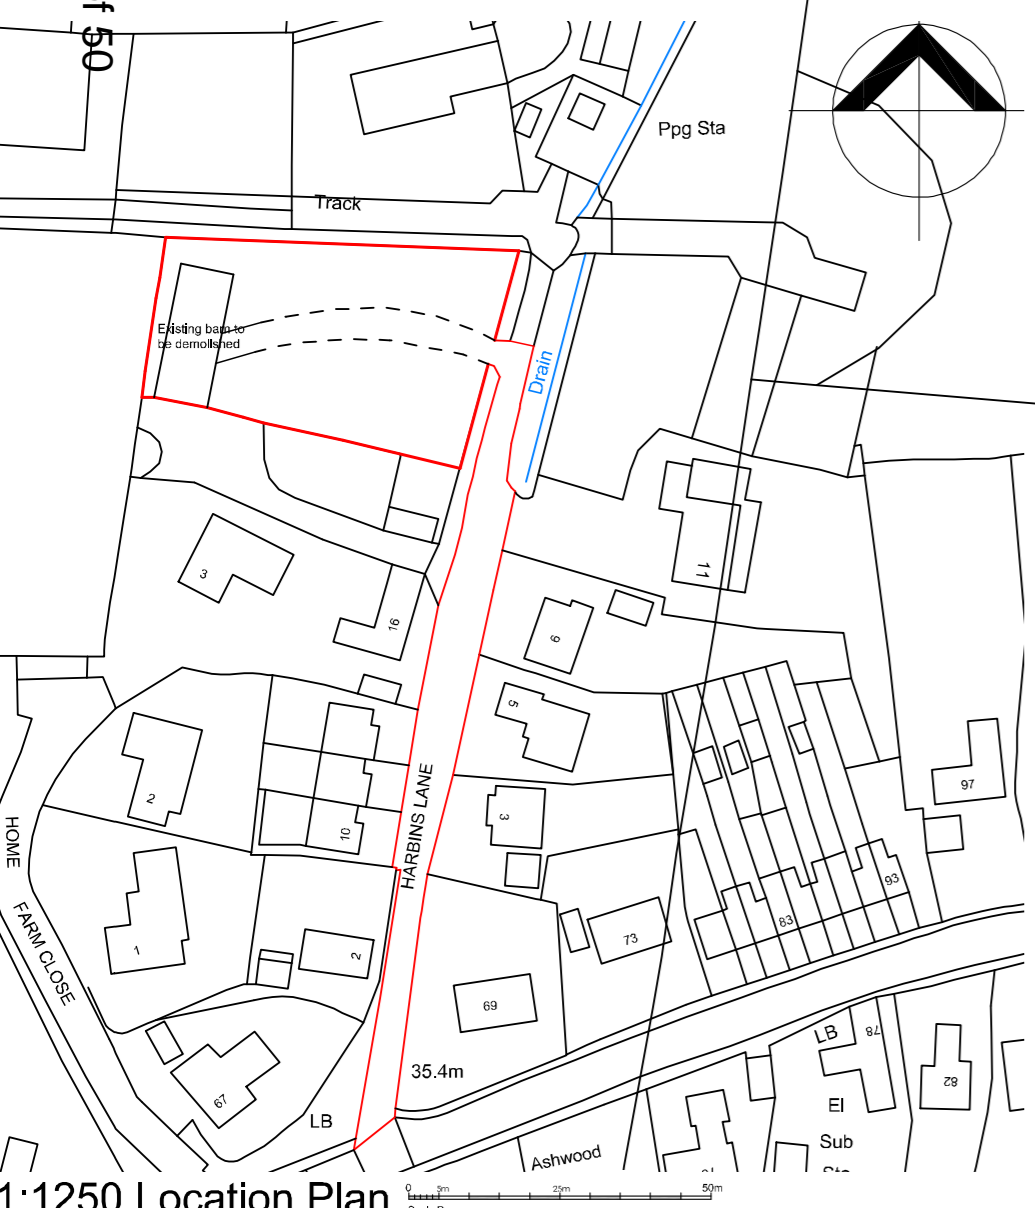 of 50
Ppg Sta
Track
Existing barn to
be demolished
Drain
3
16
11
9
5
2
10
3
HARBINS LANE
97
HOME
FARM CLOSE
1
2
73
83
93
69
67
35.4m
LB
LB
78
82
El
Sub
Ashwood
0 5m 25m 50m
1:1250 Location Plan